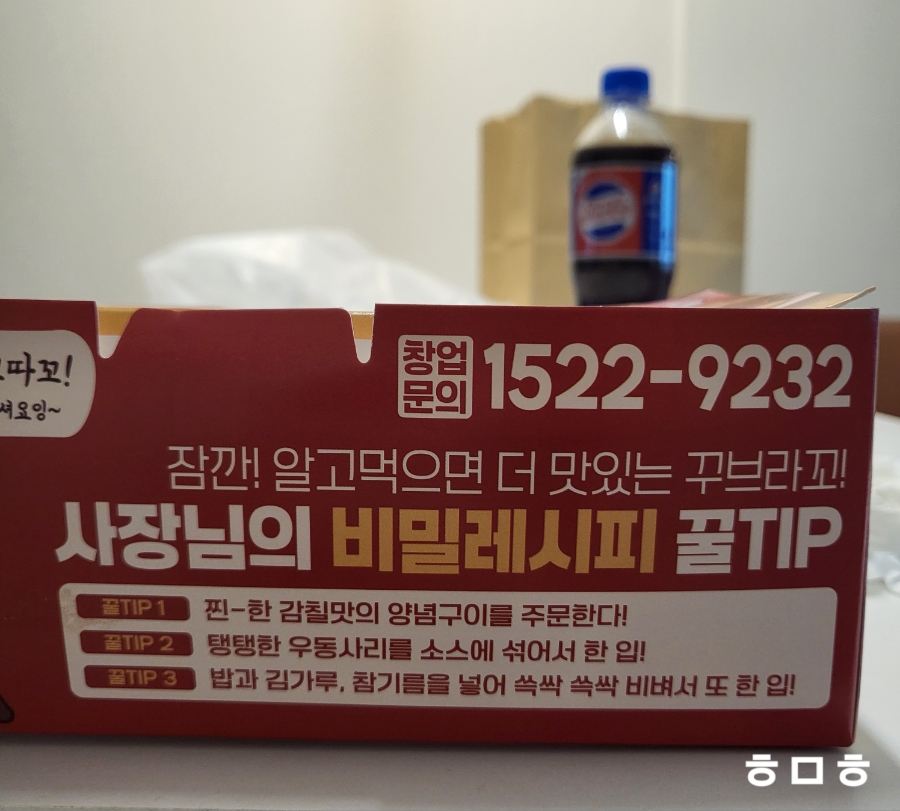 따꼬!
셔요잉~
창업
문의
1522-9232
잠깐! 알고먹으면 더 맛있는 꾸브라꼬!
사장님의 비밀레시피 꿀TIP
꿀TIP 1 찐-한 감칠맛의 양념구이를 주문한다!
꿀TIP 2 탱탱한 우동사리를 소스에 섞어서 한 입!
꿀TIP 3 밥과 김가루, 참기름을 넣어 쓱싹 쓱싹 비벼서 또 한 입!
ㅎㅁㅎ